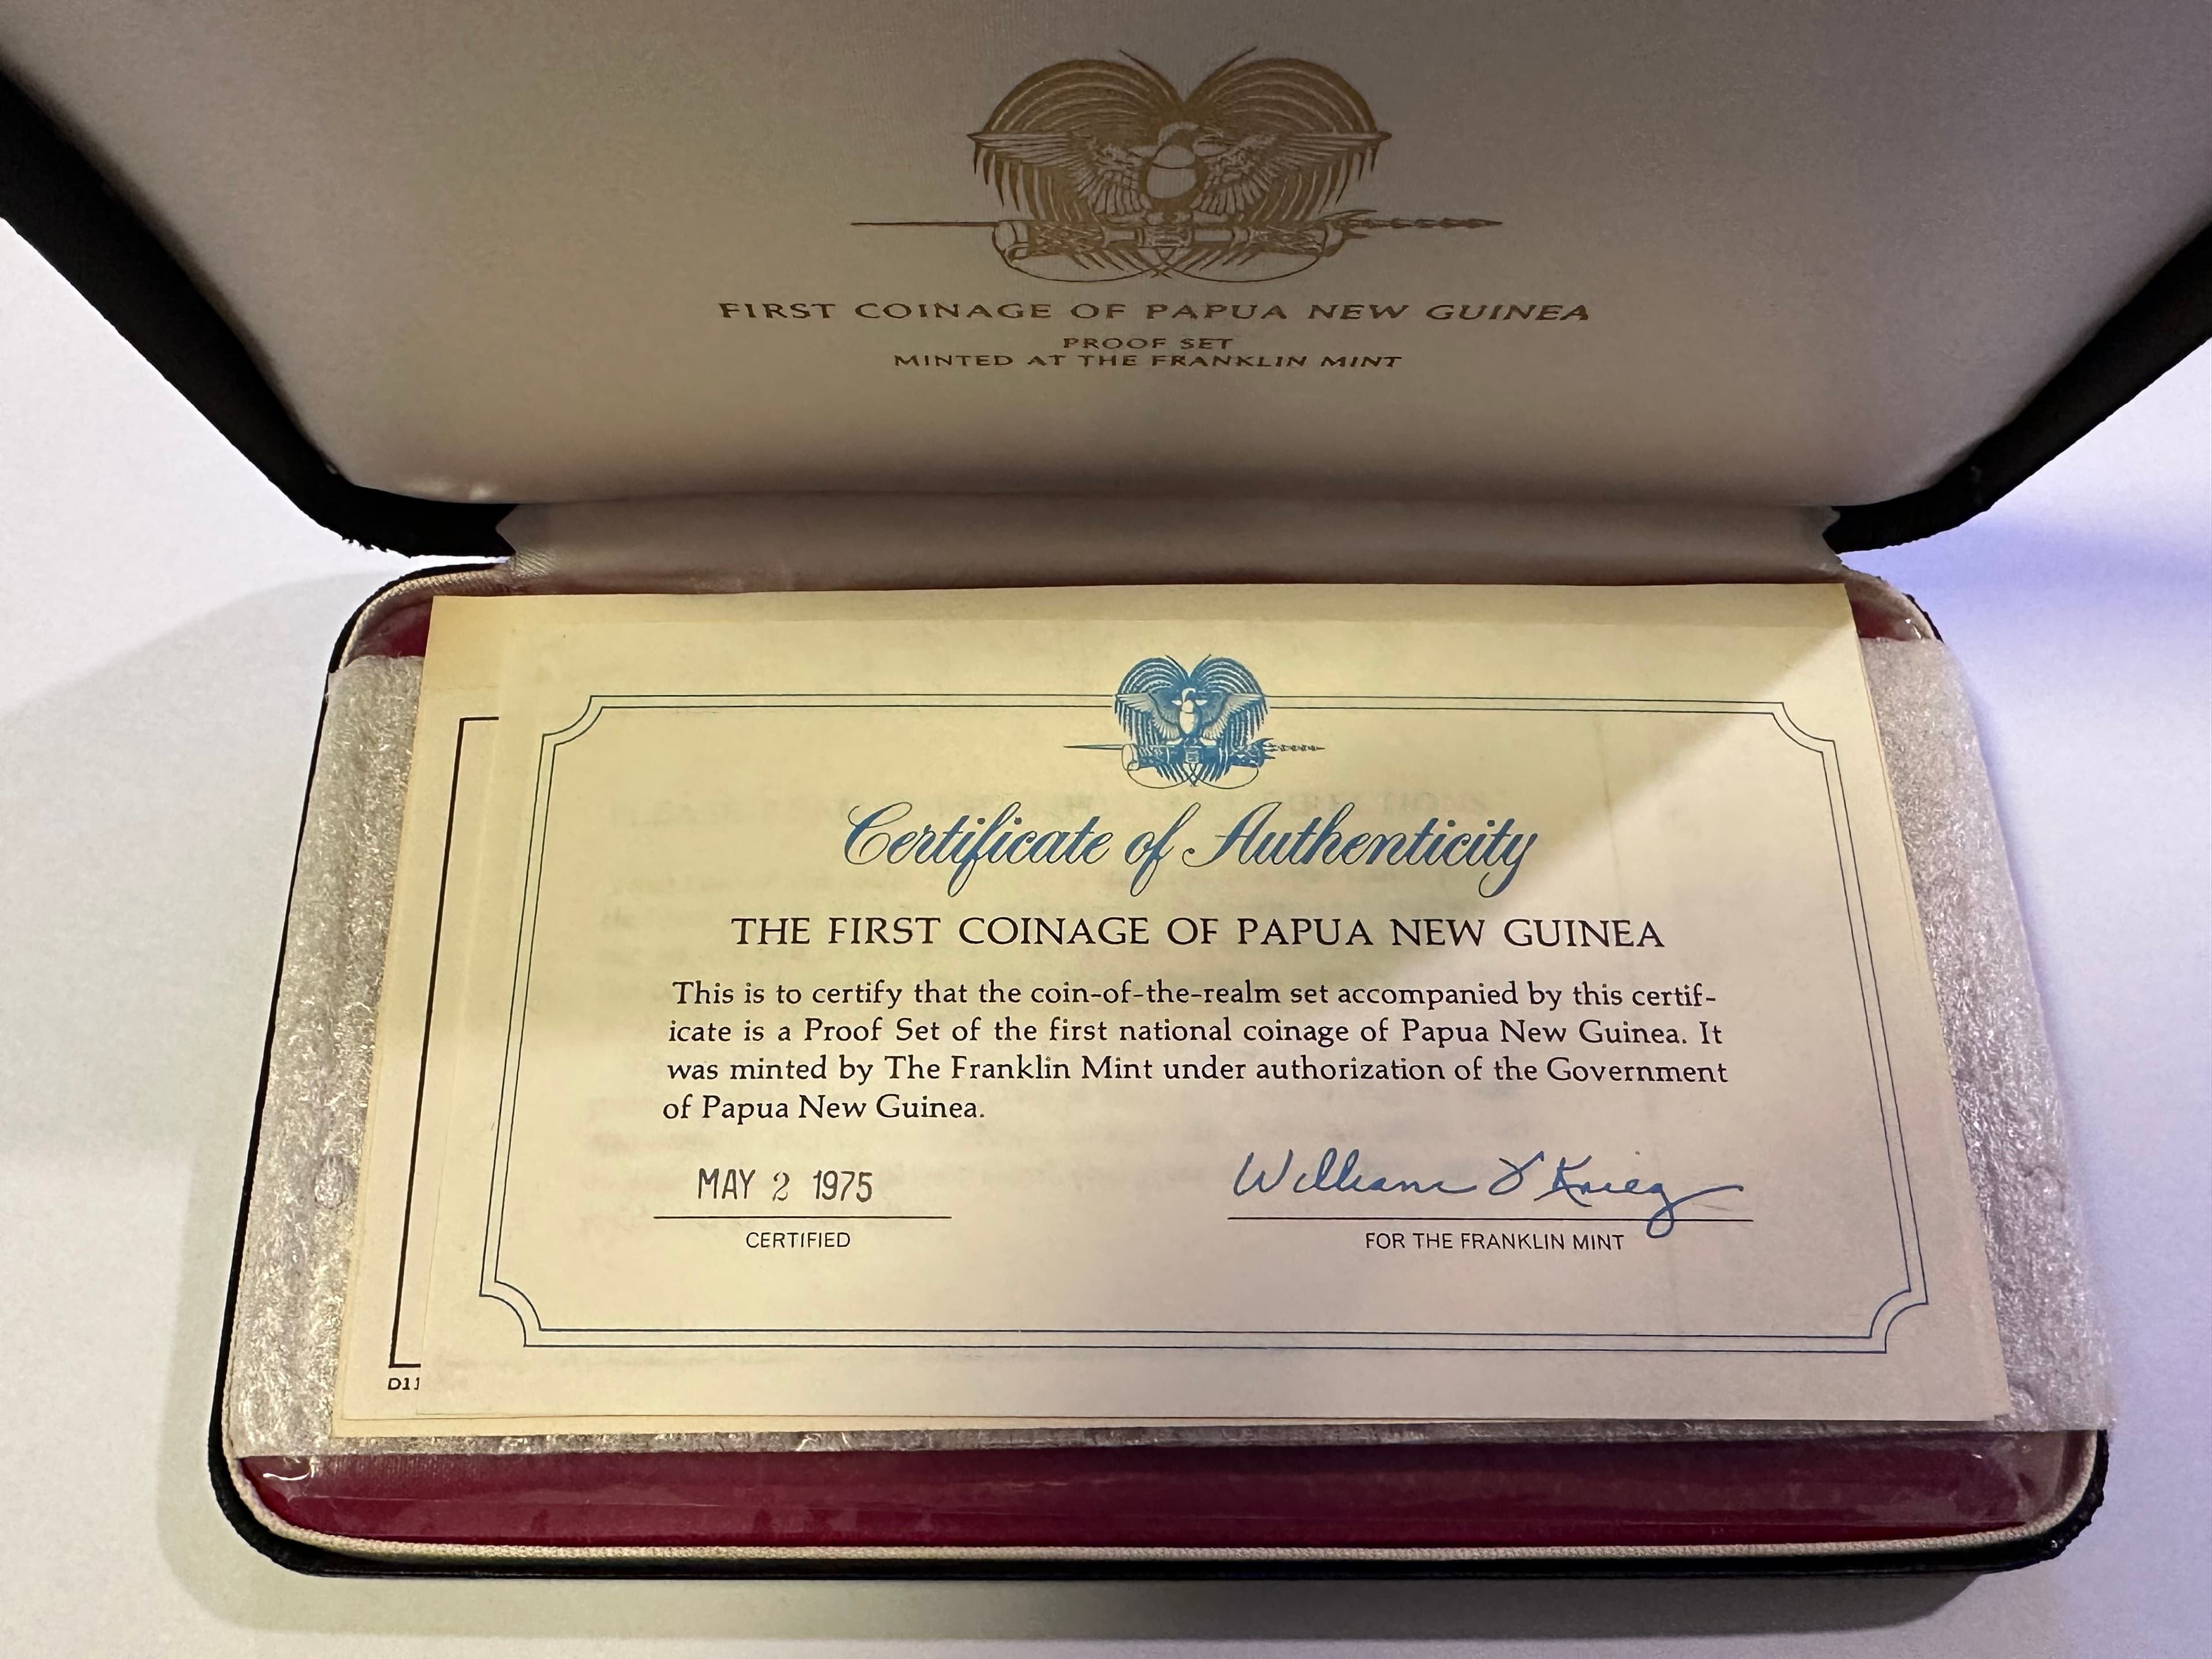 FIRST COINAGE OF PAPUA NEW GUINEA
PROOF SET
MINTED AT THE FRANKLIN MINT
Certificate of Authenticity
THE FIRST COINAGE OF PAPUA NEW GUINEA
This is to certify that the coin-of-the-realm set accompanied by this certif-
icate is a Proof Set of the first national coinage of Papua New Guinea. It
was minted by The Franklin Mint under authorization of the Government
of Papua New Guinea.
MAY 2 1975
William L Krieg
CERTIFIED
FOR THE FRANKLIN MINT
D11